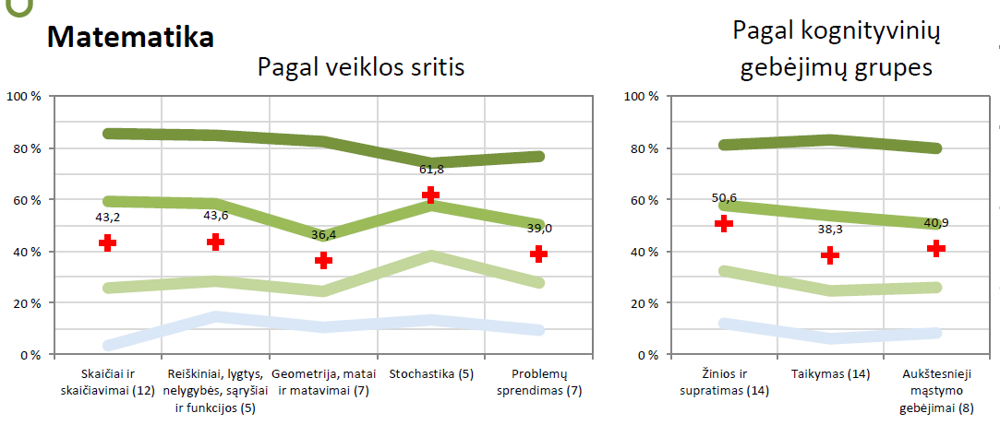 Matematika
Pagal veiklos sritis
100 %
80 %
60 %
40 %
20 %
0 %
43,2
43,6
36,4
61,8
39,0
Skaičiai ir
skaičiavimai (12)
Reiškiniai, lygtys,
nelygybės, sąryšiai
ir funkcijos (5)
Geometrija, matai
ir matavimai (7)
Stochastika (5)
Problemų
sprendimas (7)
Pagal kognityvinių
gebėjimų grupes
100 %
80 %
60 %
40 %
20 %
0 %
50,6
38,3
40,9
Žinios ir
supratimas (14)
Taikymas (14)
Aukštesnieji
mąstymo
gebėjimai (8)